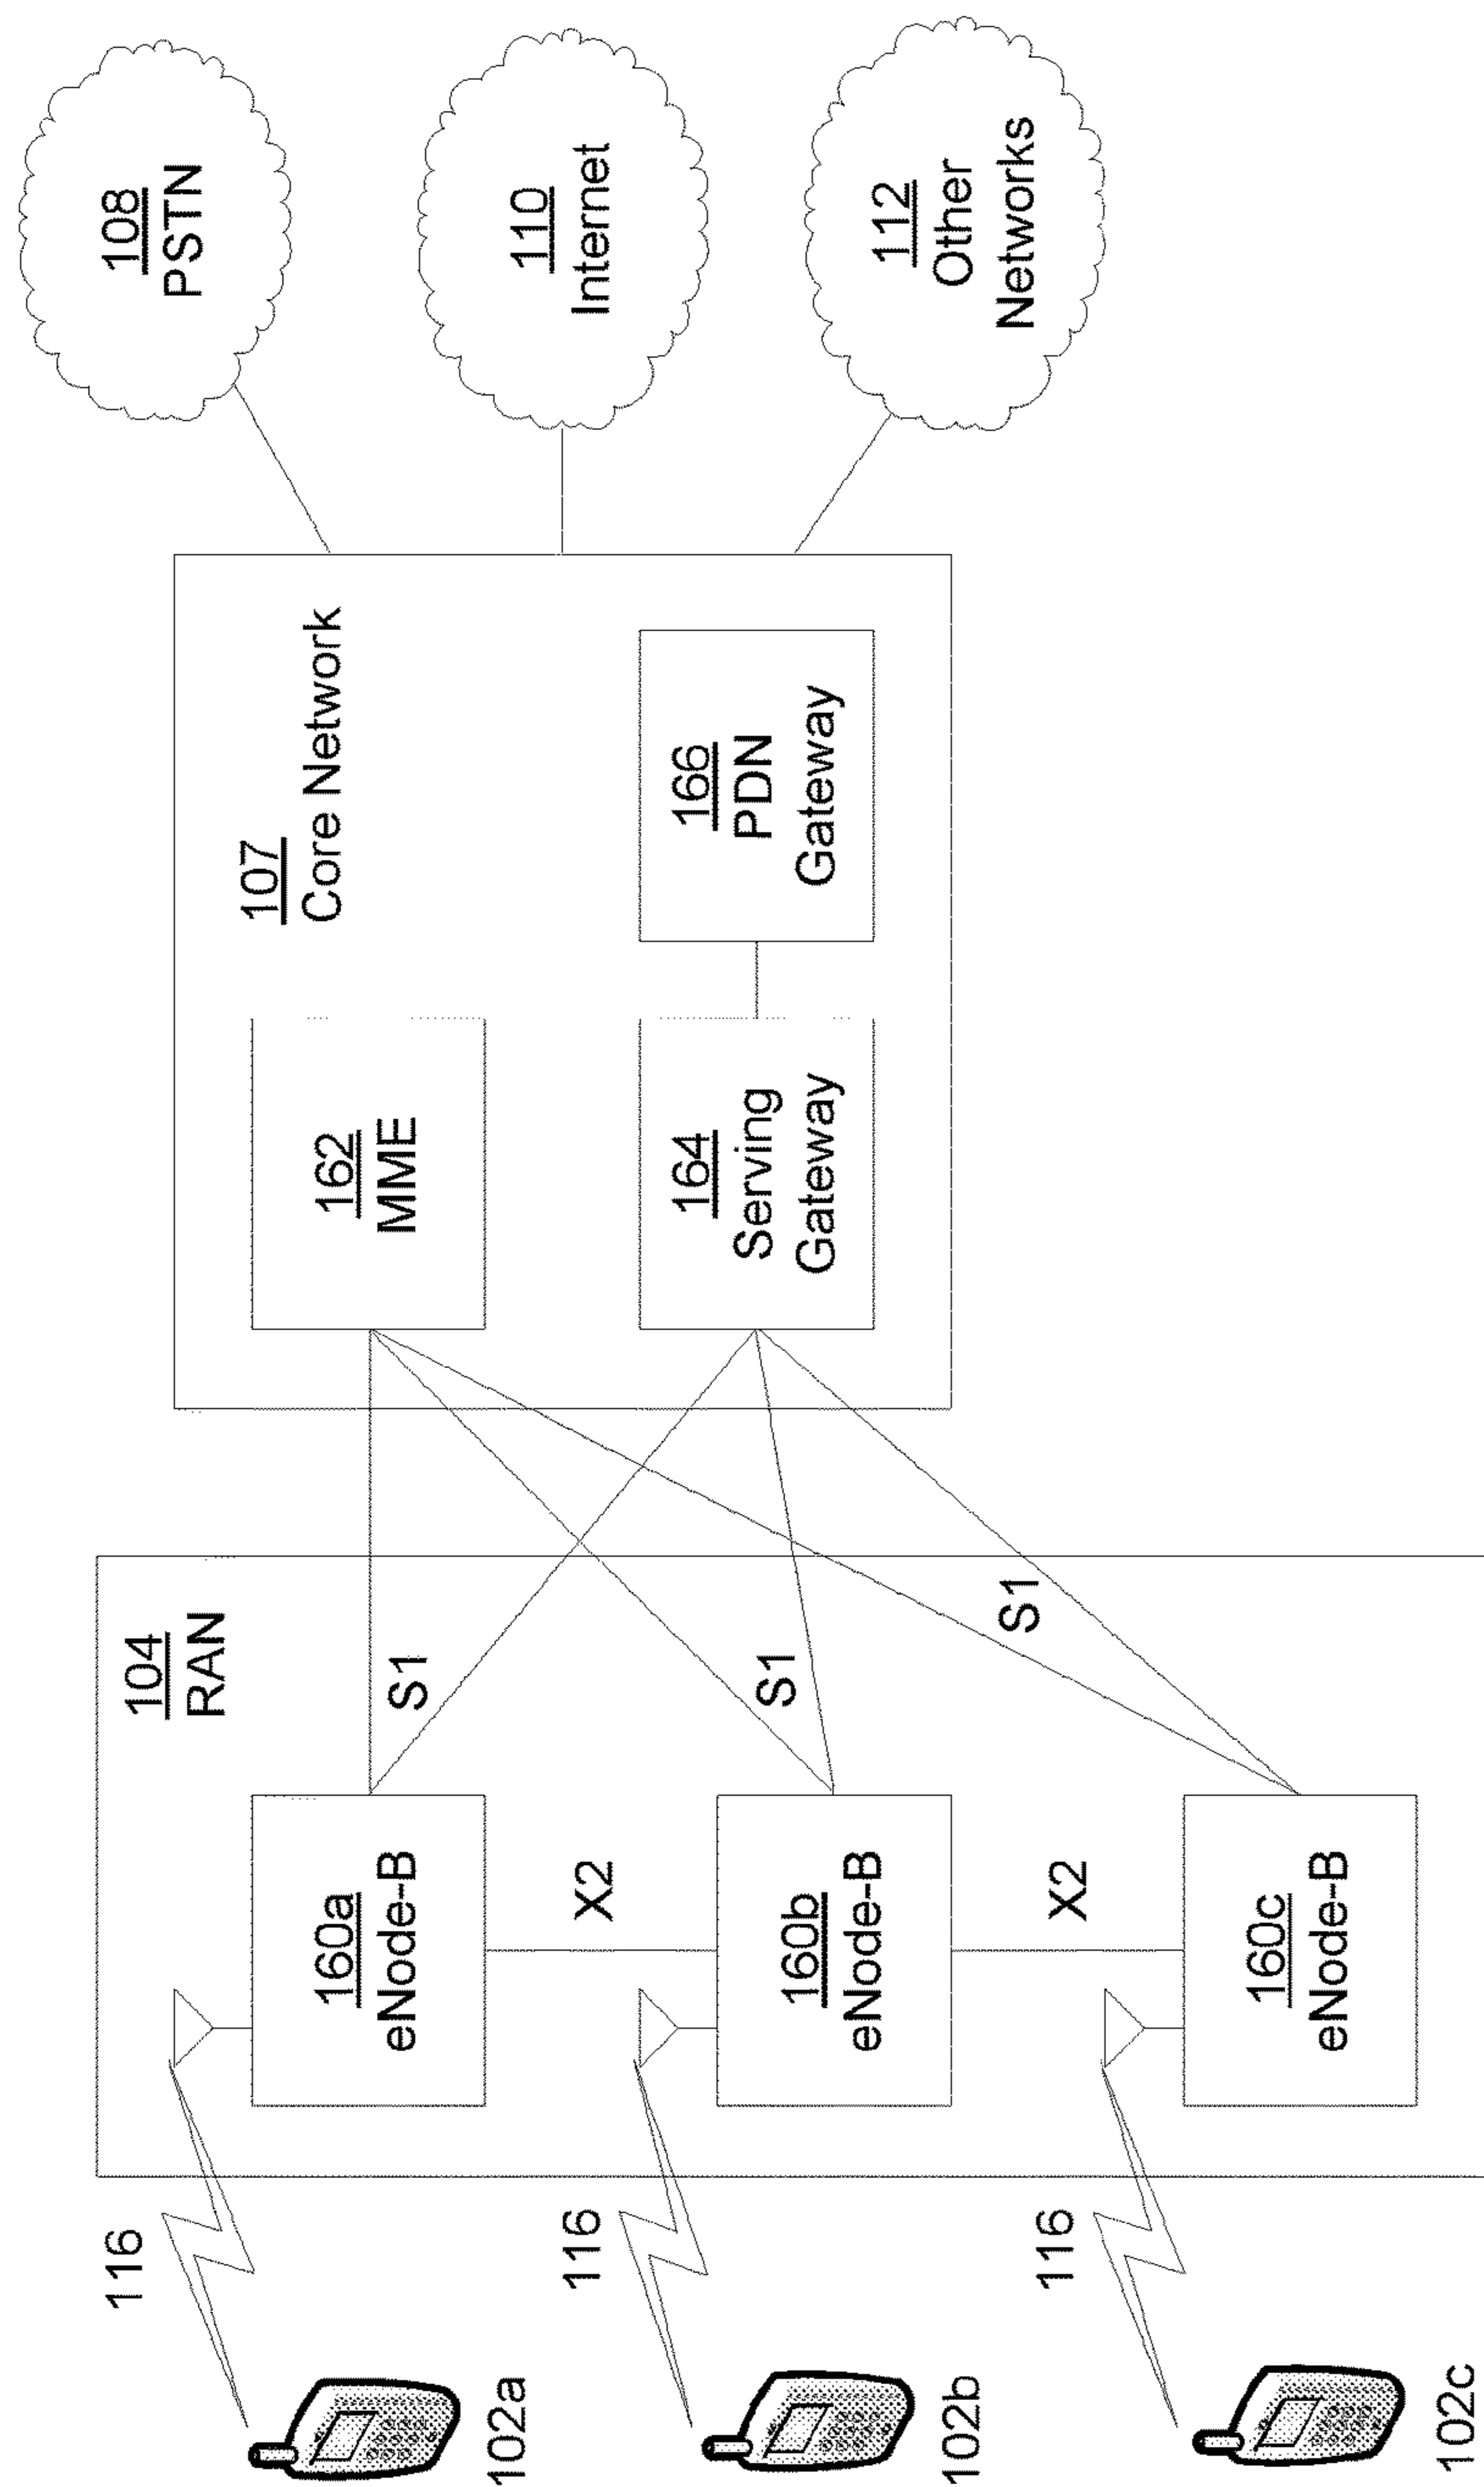 102a
102b
102c
116
116
116
104
RAN
160a
eNode-B
160b
eNode-B
160c
eNode-B
X2
X2
S1
S1
S1
107
Core Network
162
MME
164
Serving
Gateway
166
PDN
Gateway
108
PSTN
110
Internet
112
Other
Networks